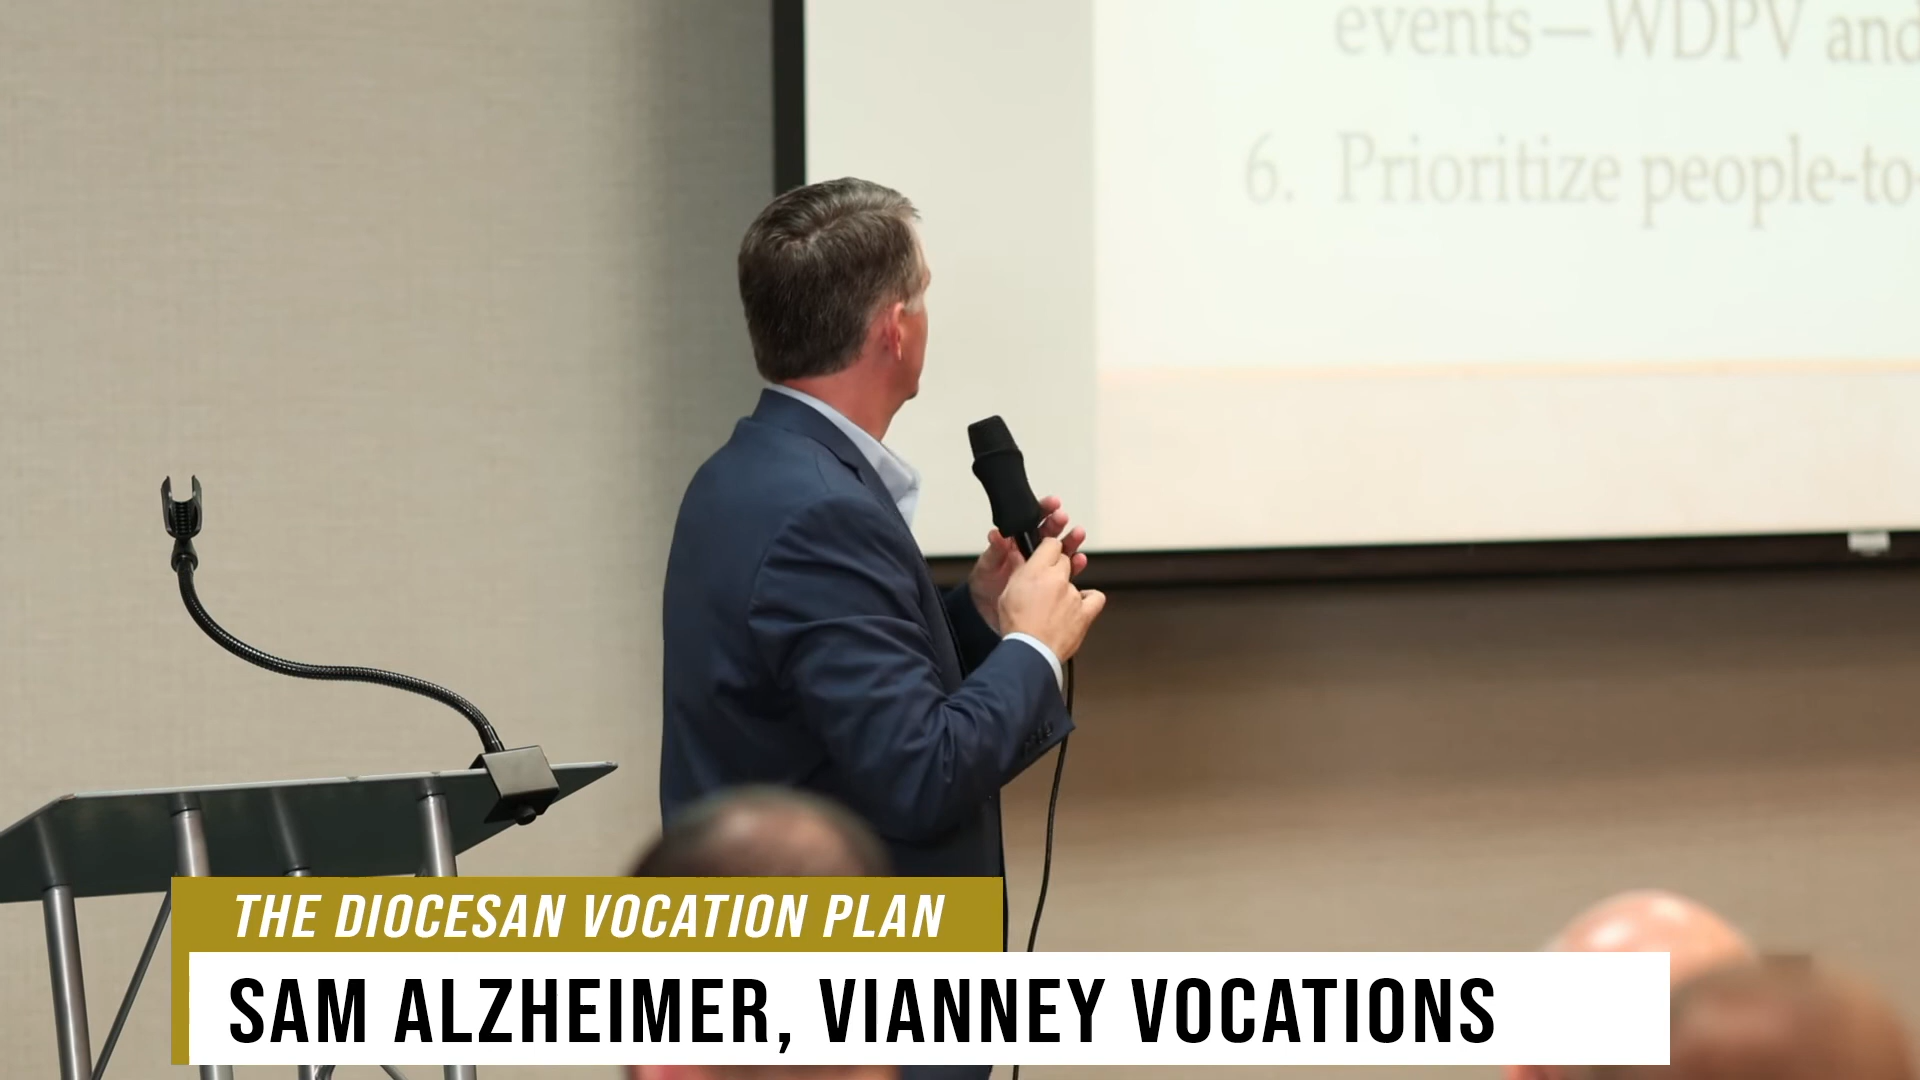 events—WDPV and
6. Prioritize people-to-
THE DIOCESAN VOCATION PLAN
SAM ALZHEIMER, VIANNEY VOCATIONS